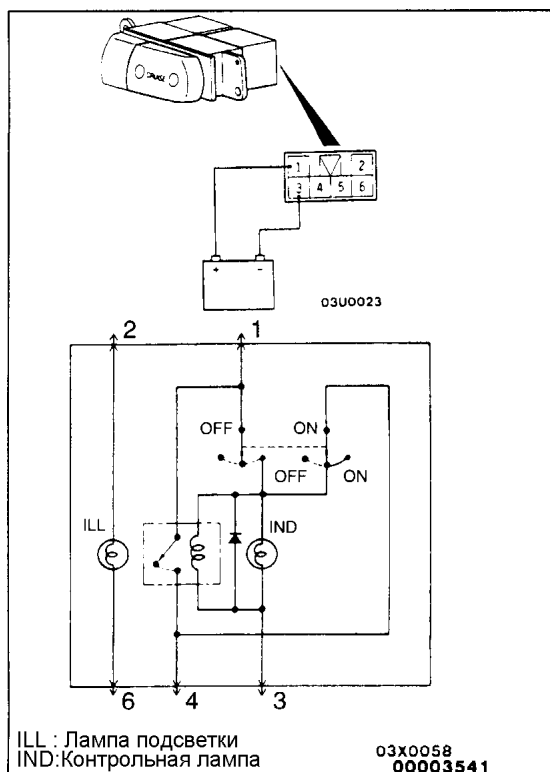 CRUISE
1 2
3 4 5 6
+ -
03U0023
2 1
OFF ON
OFF ON
ILL IND
6 4 3
ILL : Лампа подсветки
IND:Контрольная лампа
03X0058
00003541